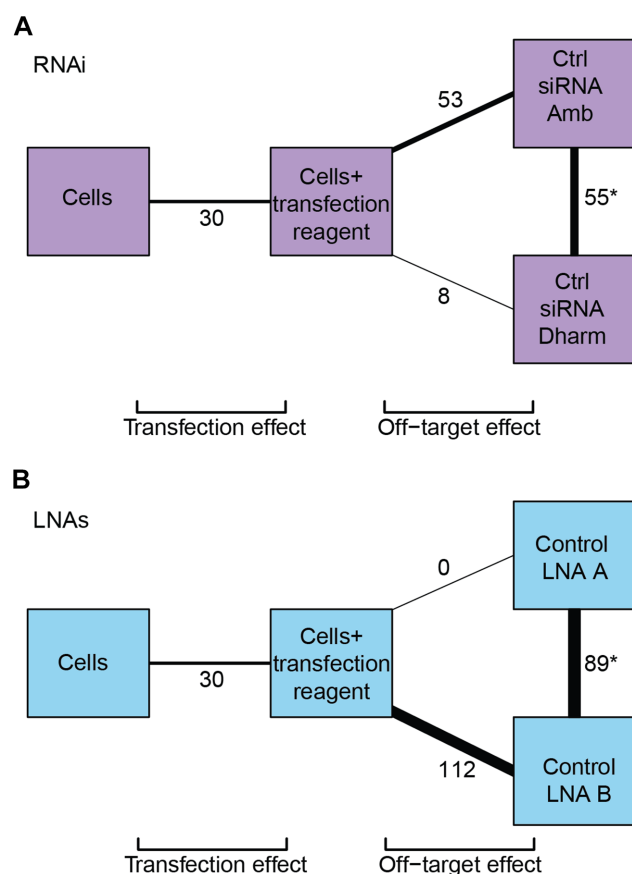 A
RNAi
Cells
30
Cells+
transfection
reagent
53
8
Ctrl
siRNA
Amb
55*
Ctrl
siRNA
Dharm
Transfection effect
Off−target effect
B
LNAs
Cells
30
Cells+
transfection
reagent
0
112
Control
LNA A
89*
Control
LNA B
Transfection effect
Off−target effect